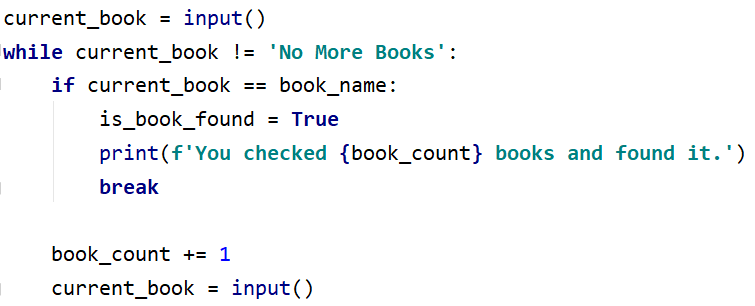 current_book = input()
while current_book != 'No More Books':
    if current_book == book_name:
        is_book_found = True
        print(f'You checked {book_count} books and found it.')
        break

    book_count += 1
    current_book = input()